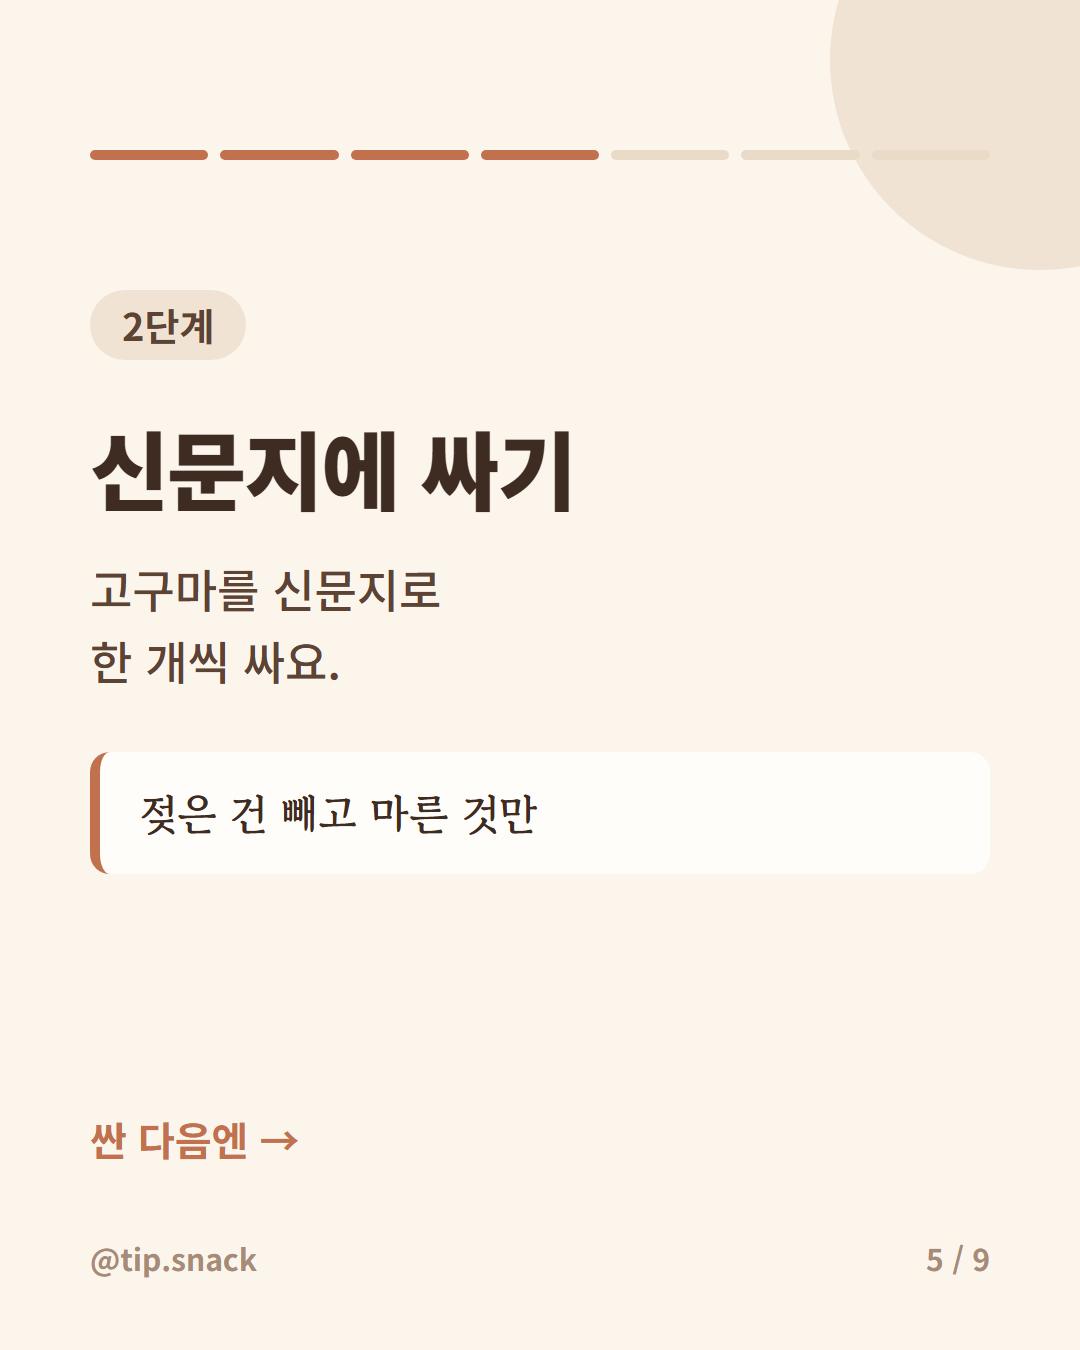 2단계
신문지에 싸기
고구마를 신문지로
한 개씩 싸요.
젖은 건 빼고 마른 것만
싼 다음엔 →
@tip.snack
5 / 9